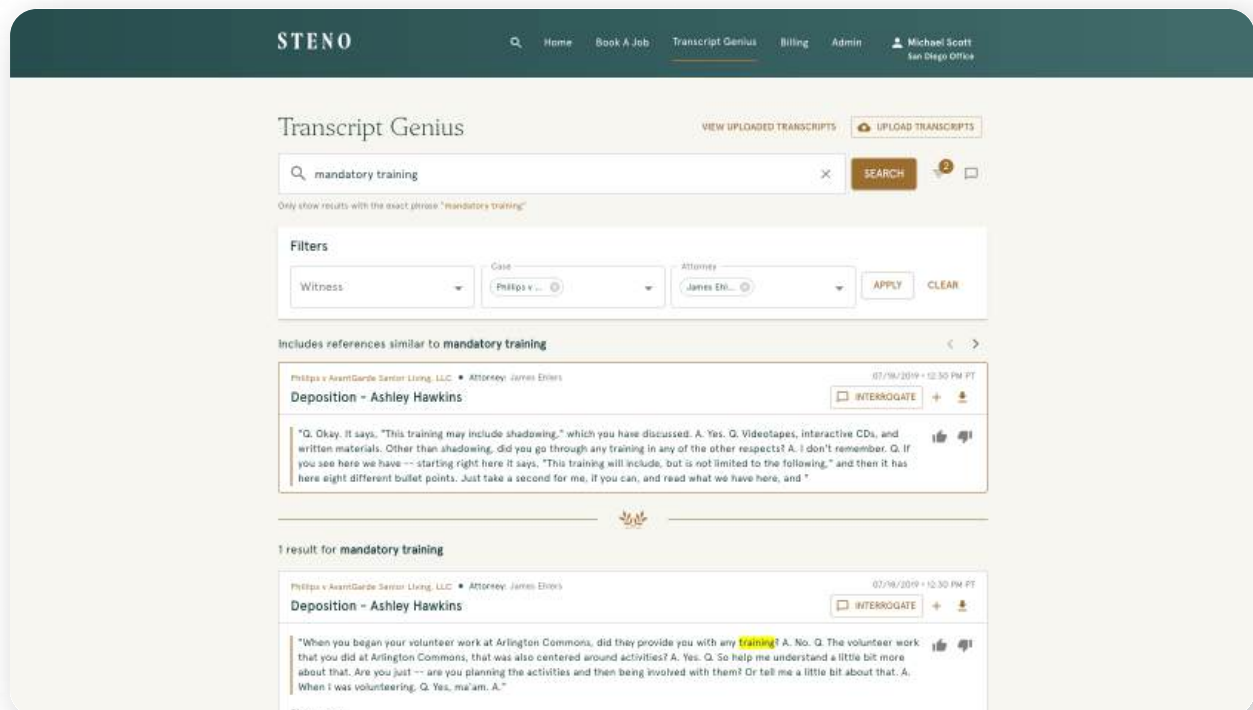 STENO
Home
Book A Job
Transcript Genius
Billing
Admin
Michael Scott
San Diego Office
Transcript Genius
VIEW UPLOADED TRANSCRIPTS
UPLOAD TRANSCRIPTS
mandatory training
SEARCH
2
Only show results with the exact phrase "mandatory training"
Filters
Witness
Case
Phillips v ...
Attorney
James Ehl...
APPLY
CLEAR
Includes references similar to mandatory training
Phillips v AvantGarde Senior Living, LLC • Attorney: James Ehlers
07/18/2019 • 12:30 PM PT
Deposition - Ashley Hawkins
INTERROGATE
"Q. Okay. It says, "This training may include shadowing," which you have discussed. A. Yes. Q. Videotapes, interactive CDs, and
written materials. Other than shadowing, did you go through any training in any of the other respects? A. I don't remember. Q. If
you see here we have -- starting right here it says, "This training will include, but is not limited to the following," and then it has
here eight different bullet points. Just take a second for me, if you can, and read what we have here, and "
1 result for mandatory training
Phillips v AvantGarde Senior Living, LLC • Attorney: James Ehlers
07/18/2019 • 12:30 PM PT
Deposition - Ashley Hawkins
INTERROGATE
"When you began your volunteer work at Arlington Commons, did they provide you with any training? A. No. Q. The volunteer work
that you did at Arlington Commons, that was also centered around activities? A. Yes. Q. So help me understand a little bit more
about that. Are you just -- are you planning the activities and then being involved with them? Or tell me a little bit about that. A.
When I was volunteering, Q. Yes, ma'am. A."